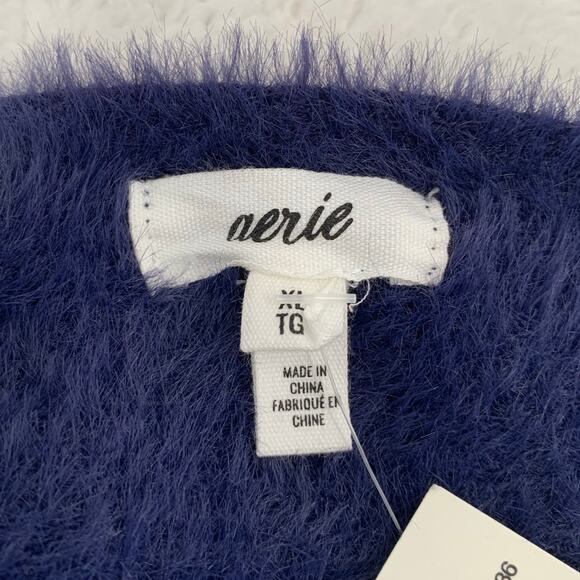 aerie
XL
TG
MADE IN
CHINA
FABRIQUÉ EN
CHINE